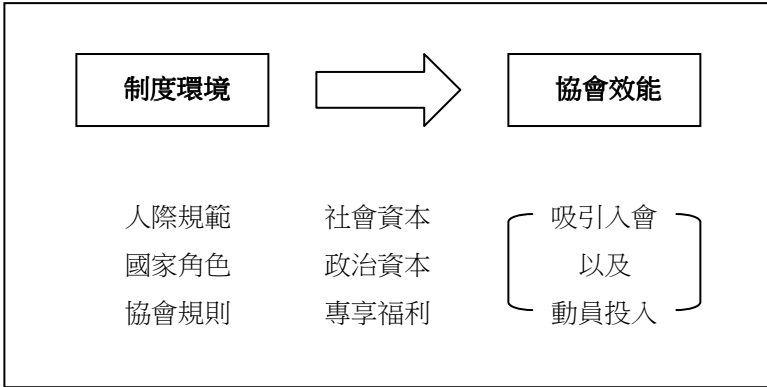 制度環境
協會效能
人際規範 社會資本 吸引入會
國家角色 政治資本 以及
協會規則 專享福利 動員投入